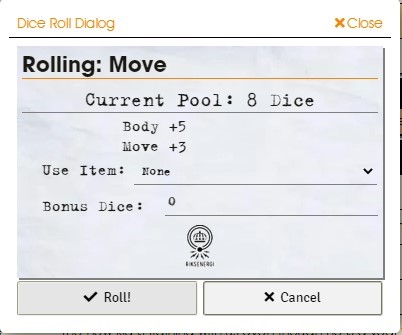 Dice Roll Dialog
Close
Rolling: Move
Current Pool: 8 Dice
Body +5
Move +3
Use Item: None
Bonus Dice: 0
RIKSENERGI
Roll!
Cancel